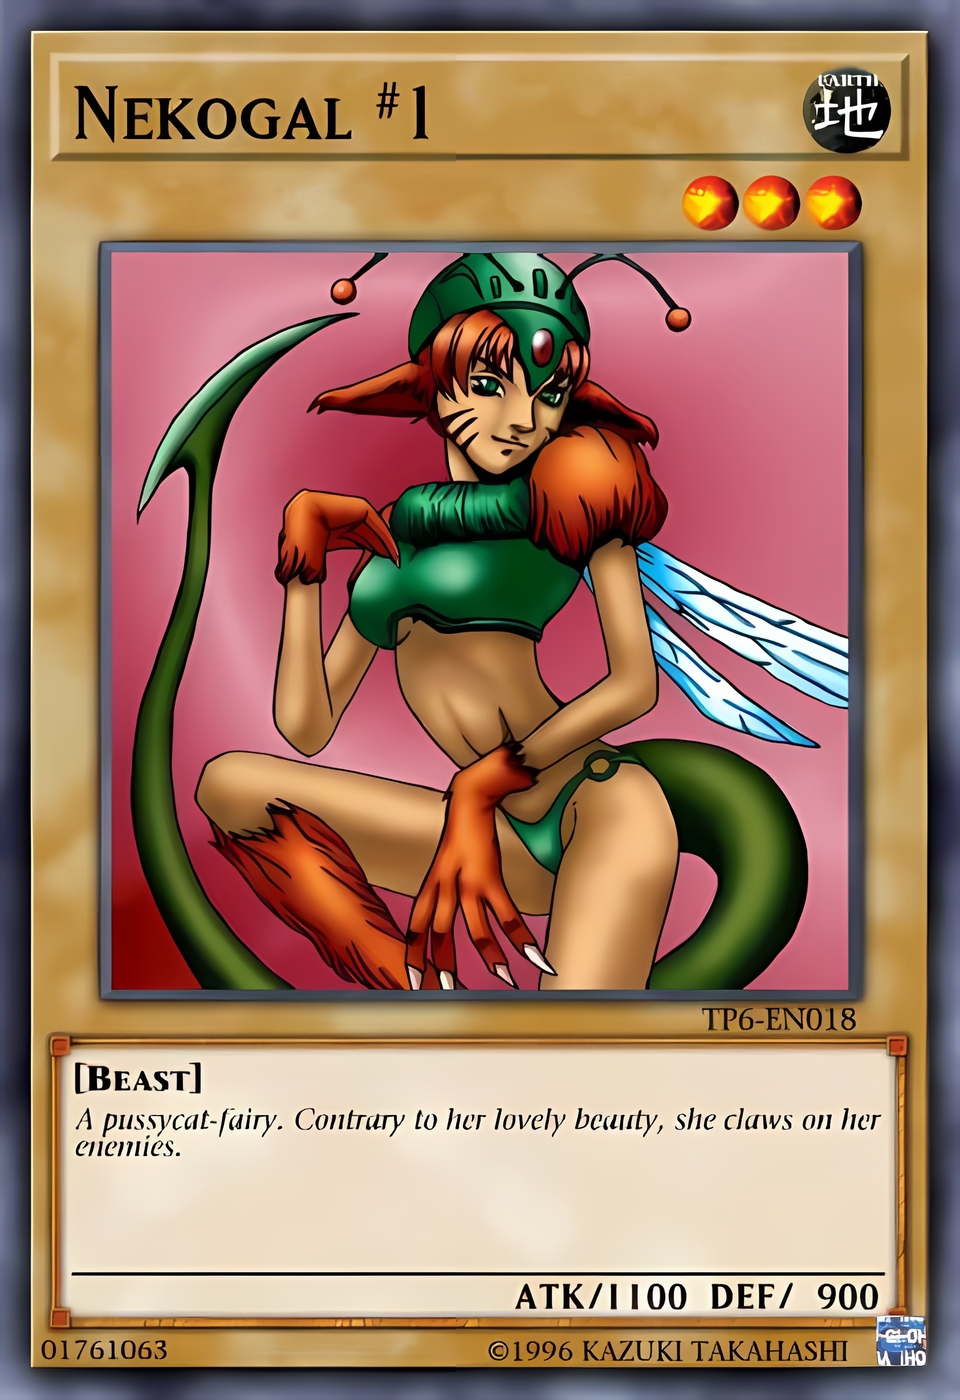 NEKOGAL #1
地
TP6-EN018
[BEAST]
A pussycat-fairy. Contrary to her lovely beauty, she claws on her
enemies.
ATK/1100 DEF/ 900
01761063
©1996 KAZUKI TAKAHASHI